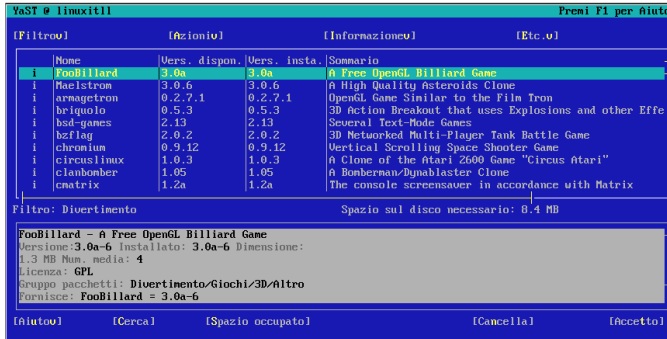 YaST @ linuxitll Premi F1 per Aiuto
[Filtro↓] [Azioni↓] [Informazione↓] [Etc.↓]
Nome |Vers. dispon.|Vers. insta.|Sommario
i |FooBillard |3.0a |3.0a |A Free OpenGL Billiard Game
i |Maelstrom |3.0.6 |3.0.6 |A High Quality Asteroids Clone
i |armagetron |0.2.7.1 |0.2.7.1 |OpenGL Game Similar to the Film Tron
i |briquolo |0.5.3 |0.5.3 |3D Action Breakout that uses Explosions and other Effe
i |bsd-games |2.13 |2.13 |Several Text-Mode Games
i |bzflag |2.0.2 |2.0.2 |3D Networked Multi-Player Tank Battle Game
i |chromium |0.9.12 |0.9.12 |Vertical Scrolling Space Shooter Game
i |circuslinux |1.0.3 |1.0.3 |A Clone of the Atari 2600 Game "Circus Atari"
i |clanbomber |1.05 |1.05 |A Bomberman/Dynablaster Clone
i |cmatrix |1.2a |1.2a |The console screensaver in accordance with Matrix
Filtro: Divertimento Spazio sul disco necessario: 8.4 MB
FooBillard - A Free OpenGL Billiard Game
Versione:3.0a-6 Installato: 3.0a-6 Dimensione:
1.3 MB Num. media: 4
Licenza: GPL
Gruppo pacchetti: Divertimento/Giochi/3D/Altro
Fornisce: FooBillard = 3.0a-6
[Aiuto↓] [Cerca] [Spazio occupato] [Cancella] [Accetto]